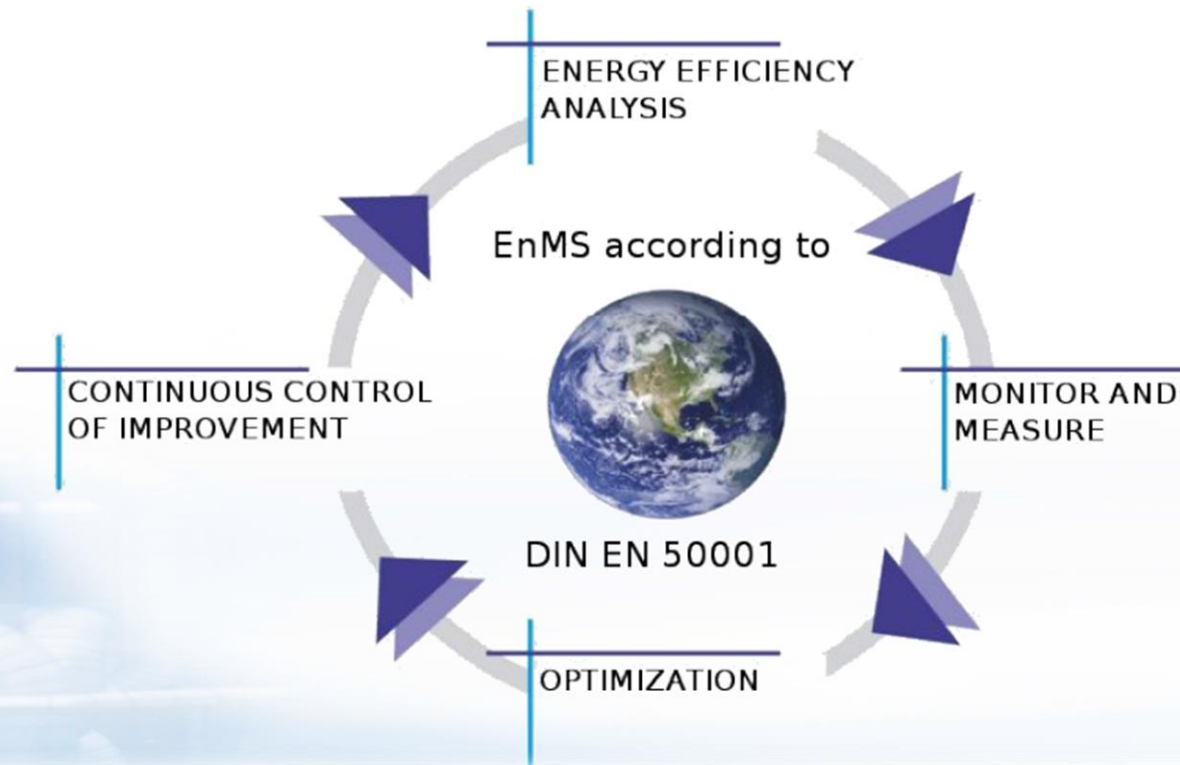 ENERGY EFFICIENCY
ANALYSIS
EnMS according to
CONTINUOUS CONTROL
OF IMPROVEMENT
MONITOR AND
MEASURE
DIN EN 50001
OPTIMIZATION